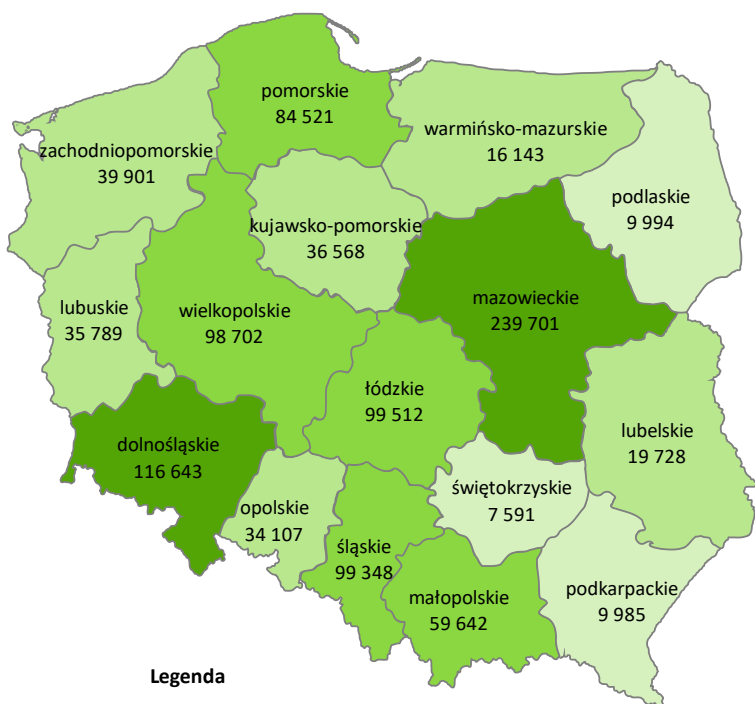 pomorskie
84 521
warmińsko-mazurskie
16 143
zachodniopomorskie
39 901
podlaskie
9 994
kujawsko-pomorskie
36 568
lubuskie
35 789
wielkopolskie
98 702
mazowieckie
239 701
łódzkie
99 512
dolnośląskie
116 643
lubelskie
19 728
opolskie
34 107
świętokrzyskie
7 591
śląskie
99 348
małopolskie
59 642
podkarpackie
9 985
Legenda